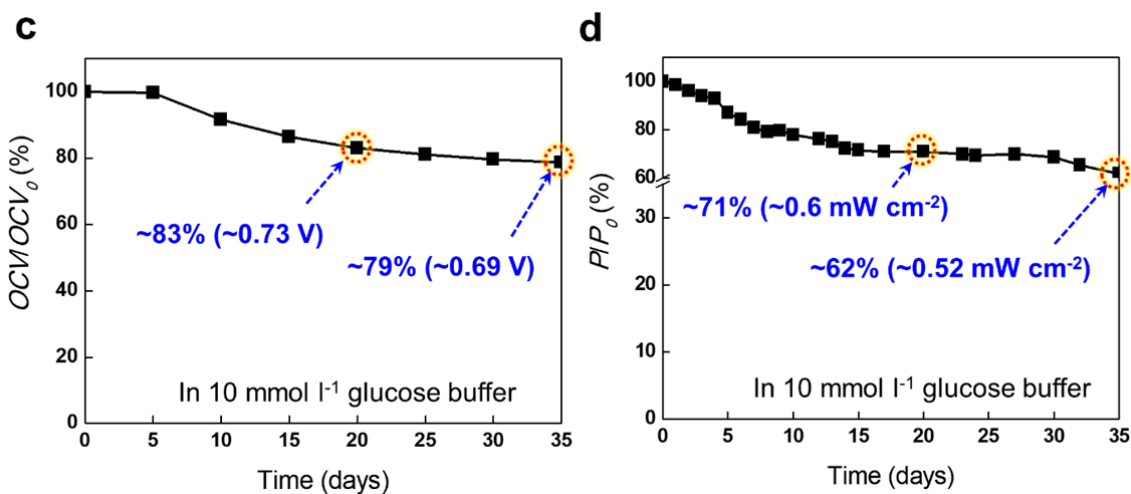 c
OCV/OCV₀ (%)
100
80
60
40
20
0
~83% (~0.73 V)
~79% (~0.69 V)
In 10 mmol l⁻¹ glucose buffer
0 5 10 15 20 25 30 35
Time (days)
d
P/P₀ (%)
100
80
60
30
20
10
0
~71% (~0.6 mW cm⁻²)
~62% (~0.52 mW cm⁻²)
In 10 mmol l⁻¹ glucose buffer
0 5 10 15 20 25 30 35
Time (days)